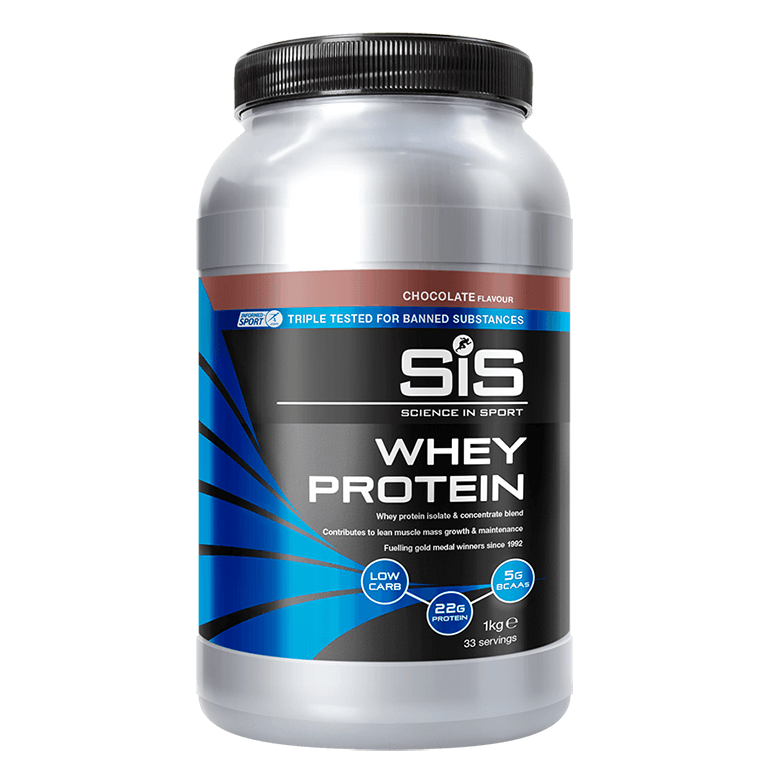 CHOCOLATE FLAVOUR
INFORMED SPORT TRIPLE TESTED FOR BANNED SUBSTANCES
SiS
SCIENCE IN SPORT
WHEY
PROTEIN
Whey protein isolate & concentrate blend
Contributes to lean muscle mass growth & maintenance
Fuelling gold medal winners since 1992
LOW
CARB
22G
PROTEIN
5G
BCAAs
1kg ℮
33 servings